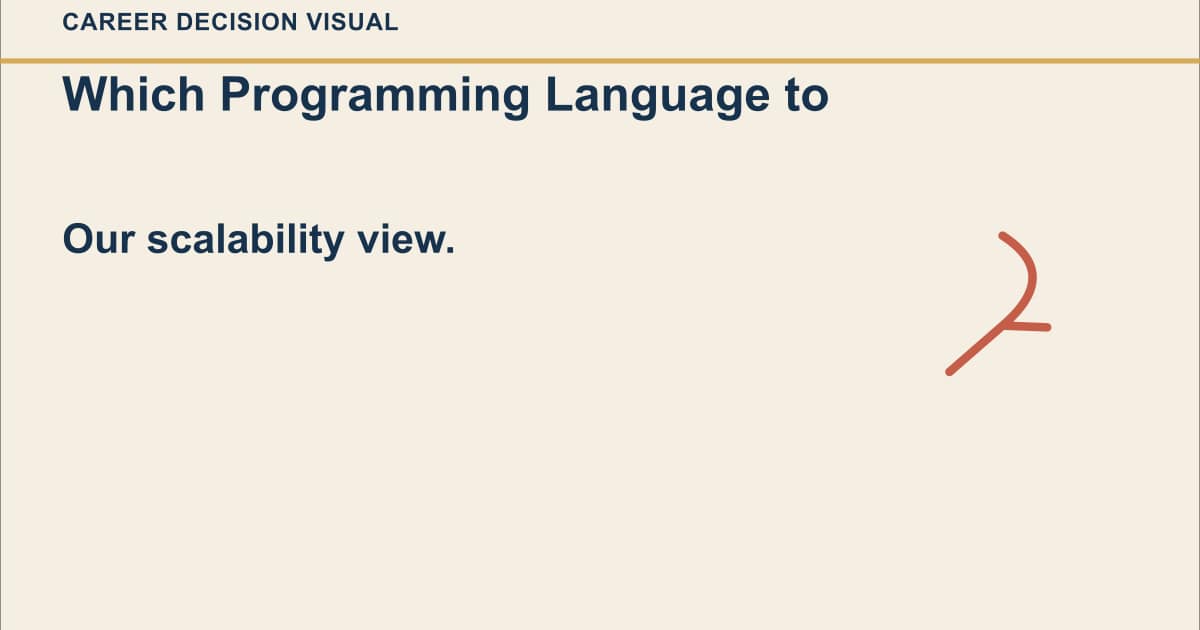 CAREER DECISION VISUAL
Which Programming Language to
Our scalability view.